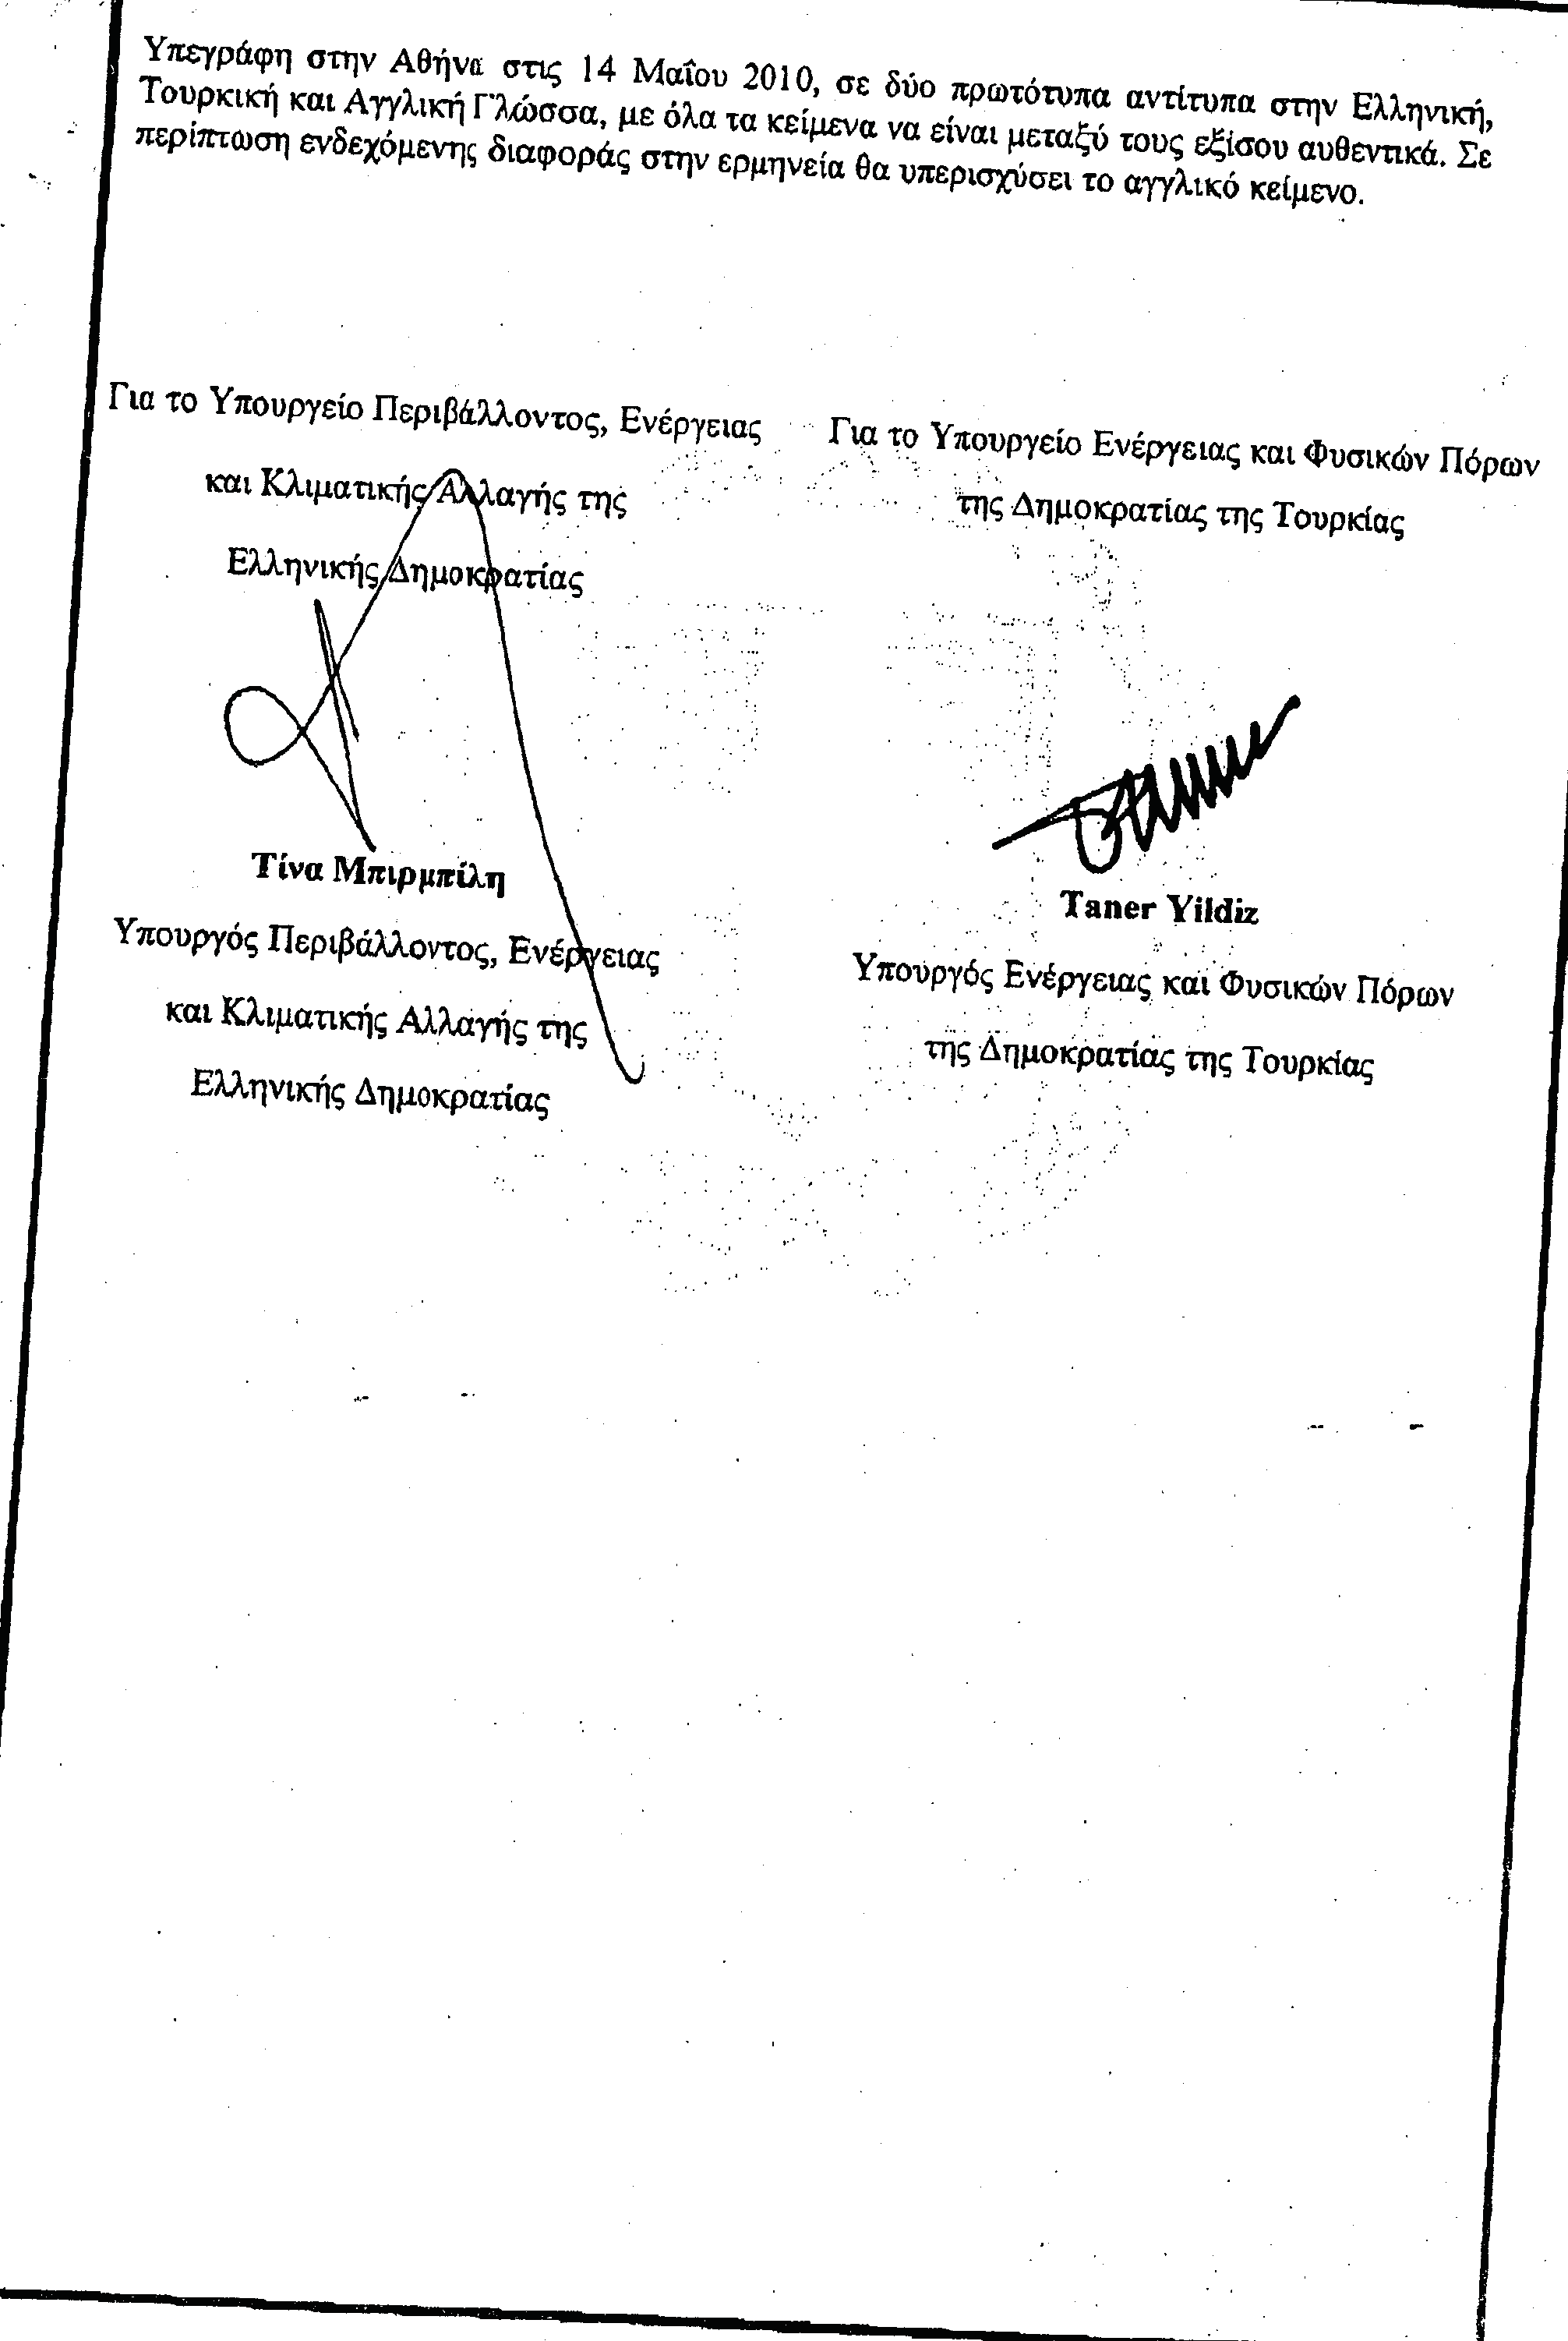 Υπεγράφη στην Αθήνα στις 14 Μαΐου 2010, σε δύο πρωτότυπα αντίτυπα στην Ελληνική,
Τουρκική και Αγγλική Γλώσσα, με όλα τα κείμενα να είναι μεταξύ τους εξίσου αυθεντικά. Σε
περίπτωση ενδεχόμενης διαφοράς στην ερμηνεία θα υπερισχύσει το αγγλικό κείμενο.
Για το Υπουργείο Περιβάλλοντος, Ενέργειας
και Κλιματικής Αλλαγής της
Ελληνικής Δημοκρατίας
Τίνα Μπιρμπίλη
Υπουργός Περιβάλλοντος, Ενέργειας
και Κλιματικής Αλλαγής της
Ελληνικής Δημοκρατίας
Για το Υπουργείο Ενέργειας και Φυσικών Πόρων
της Δημοκρατίας της Τουρκίας
Taner Yildiz
Υπουργός Ενέργειας και Φυσικών Πόρων
της Δημοκρατίας της Τουρκίας